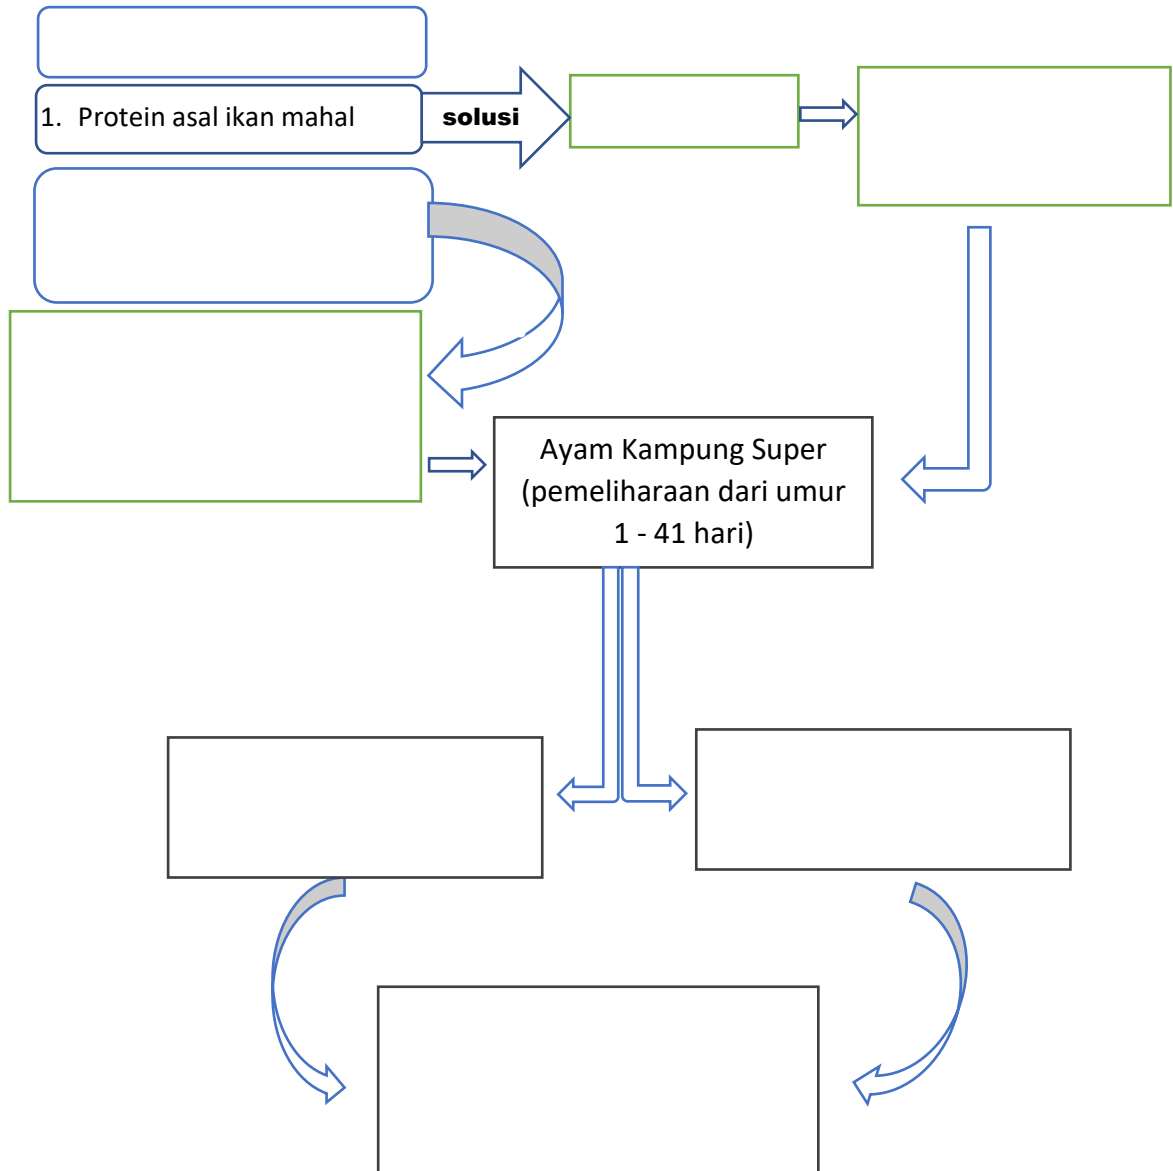 1. Protein asal ikan mahal
solusi
Ayam Kampung Super
(pemeliharaan dari umur
1 - 41 hari)